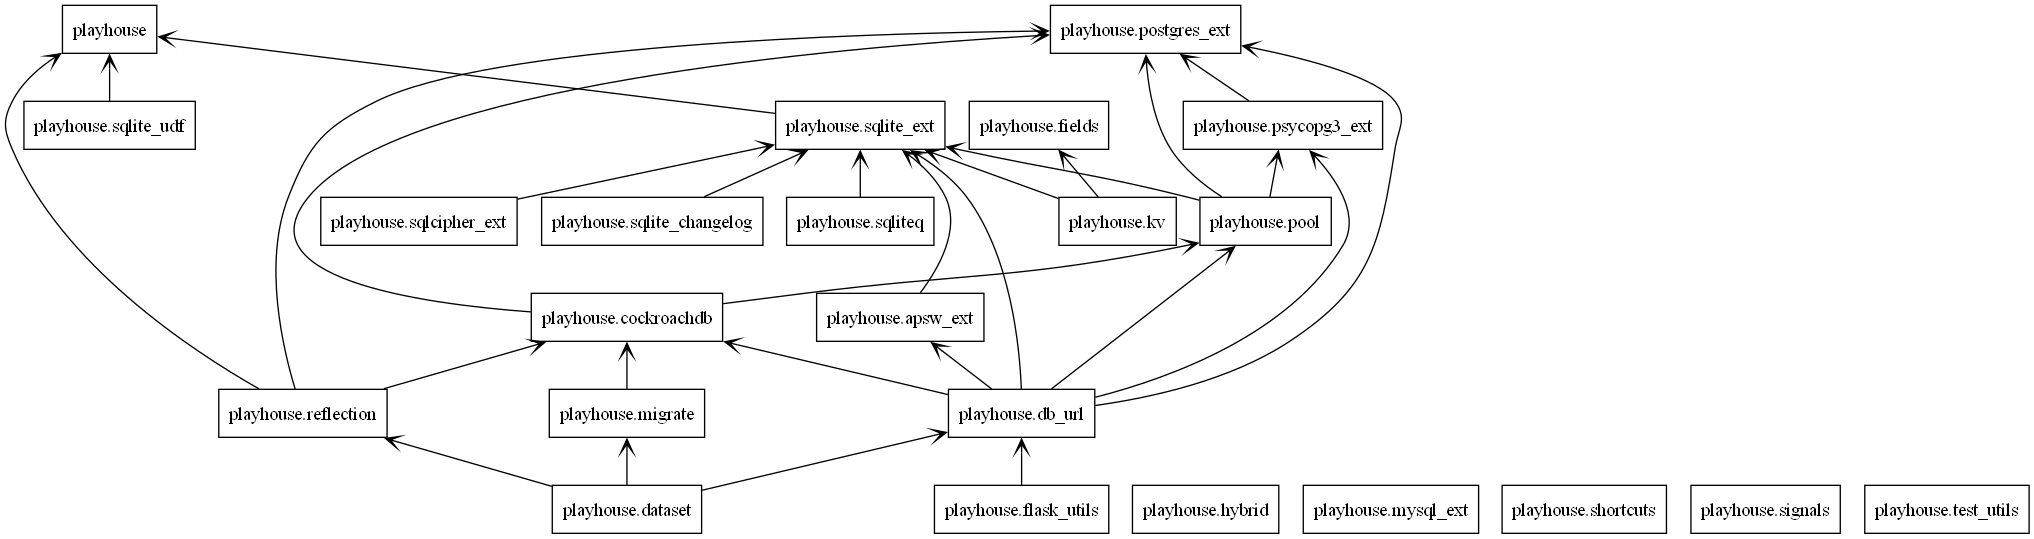 playhouse
playhouse.postgres_ext
playhouse.sqlite_udf
playhouse.sqlite_ext
playhouse.fields
playhouse.psycopg3_ext
playhouse.sqlcipher_ext
playhouse.sqlite_changelog
playhouse.sqliteq
playhouse.kv
playhouse.pool
playhouse.cockroachdb
playhouse.apsw_ext
playhouse.reflection
playhouse.migrate
playhouse.db_url
playhouse.dataset
playhouse.flask_utils
playhouse.hybrid
playhouse.mysql_ext
playhouse.shortcuts
playhouse.signals
playhouse.test_utils